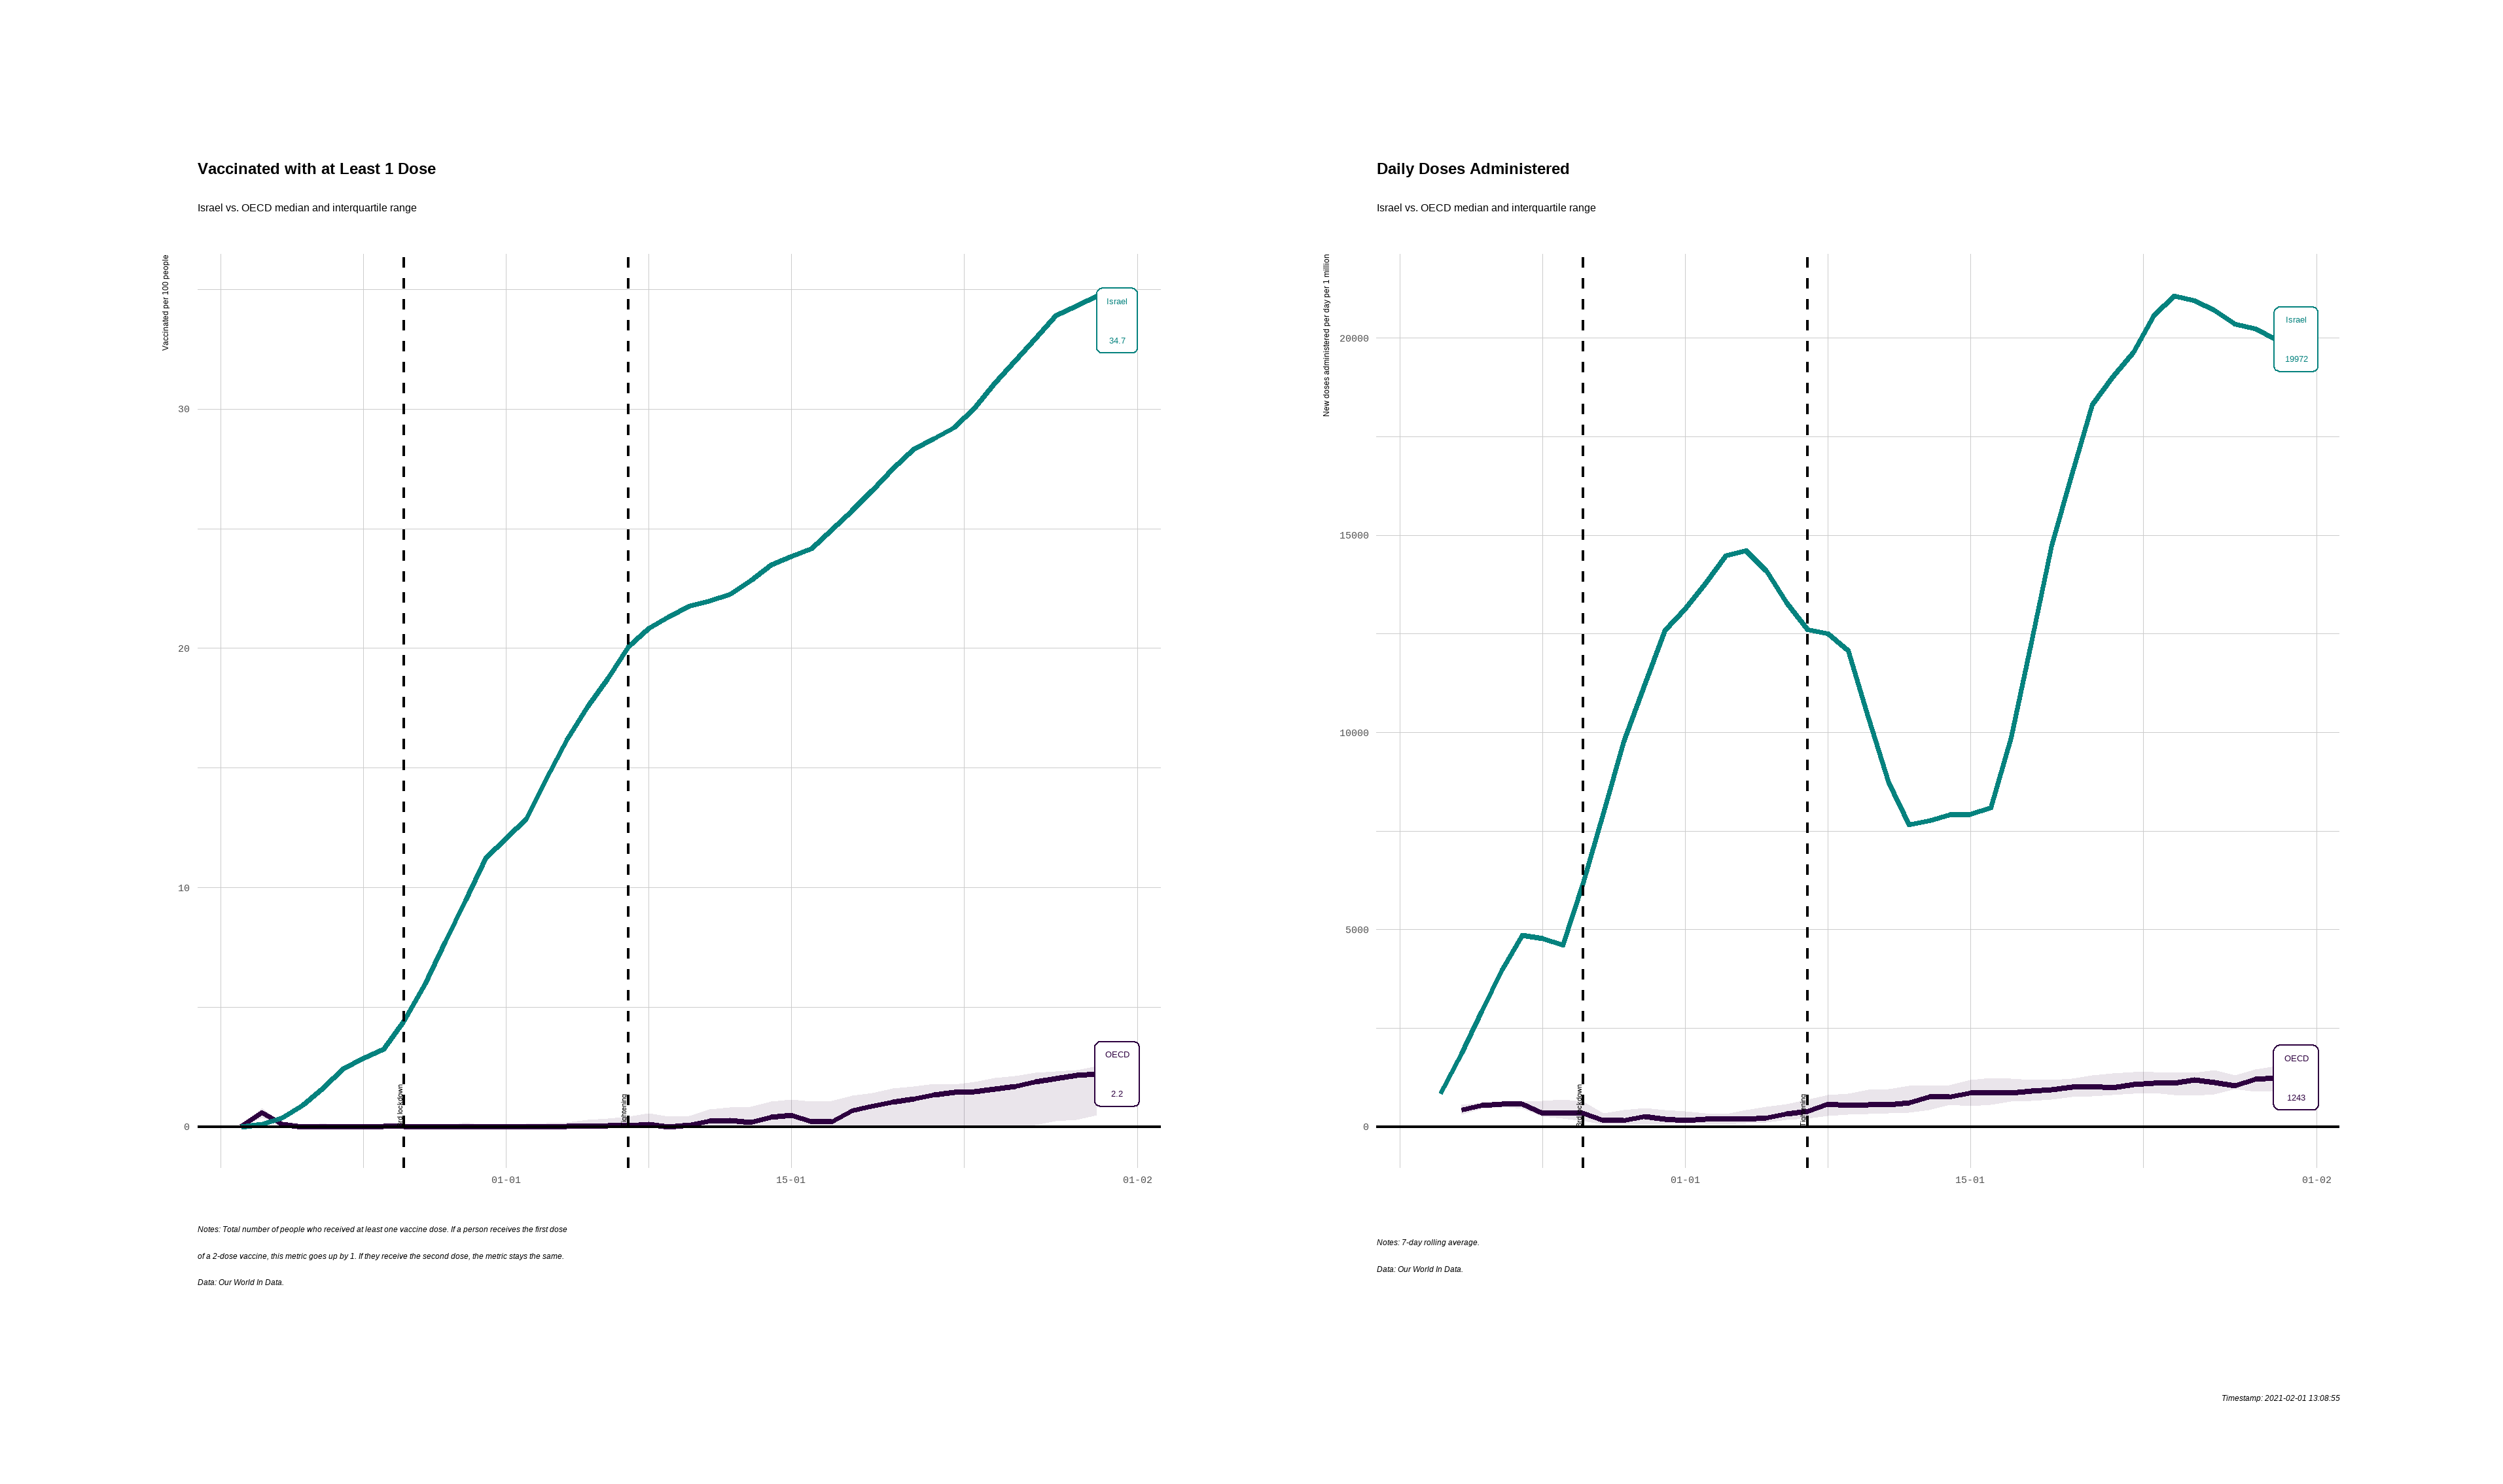 Vaccinated with at Least 1 Dose
Israel vs. OECD median and interquartile range
Vaccinated per 100 people
30
20
10
0
Israel
34.7
OECD
2.2
lockdown
01-01
15-01
01-02
Notes: Total number of people who received at least one vaccine dose. If a person receives the first dose
of a 2-dose vaccine, this metric goes up by 1. If they receive the second dose, the metric stays the same.
Data: Our World In Data.
Daily Doses Administered
Israel vs. OECD median and interquartile range
New doses administered per day per 1 million
20000
15000
10000
5000
0
Israel
19972
OECD
1243
lockdown
Tightening
01-01
15-01
01-02
Notes: 7-day rolling average.
Data: Our World In Data.
Timestamp: 2021-02-01 13:08:55